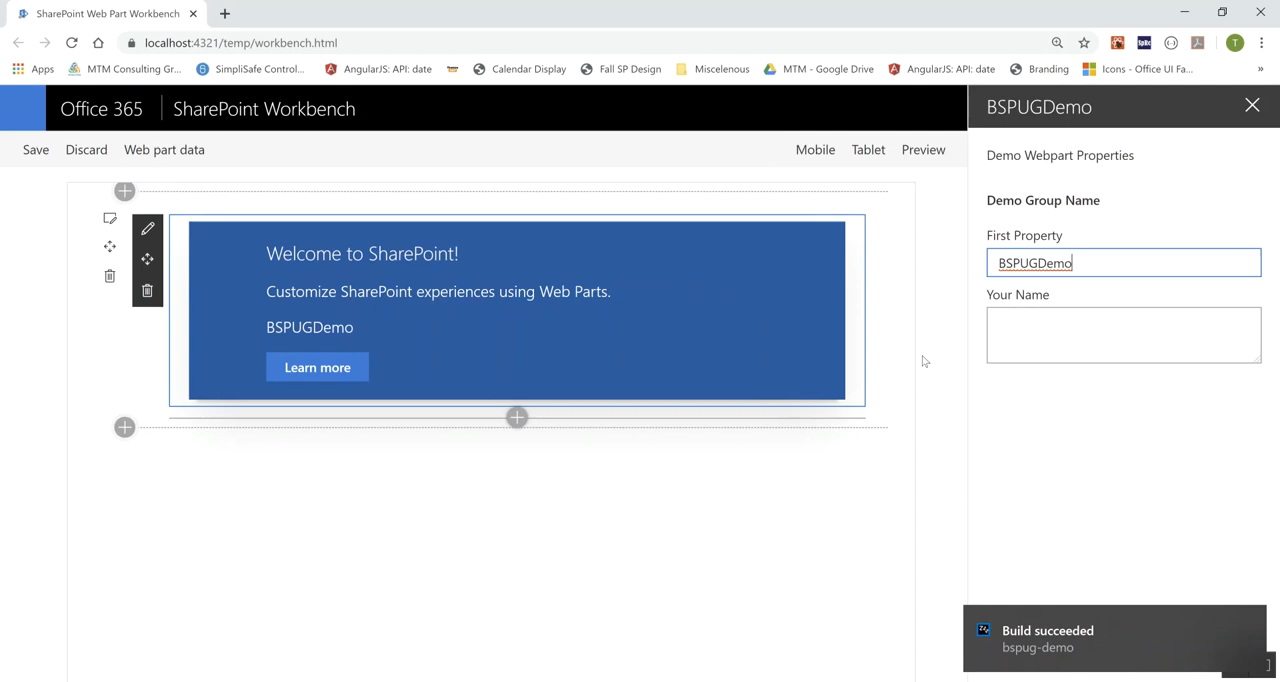 SharePoint Web Part Workbench
localhost:4321/temp/workbench.html
SpRc
T
Apps
MTM Consulting Gr...
SimpliSafe Control...
AngularJS: API: date
Calendar Display
Fall SP Design
Miscelenous
MTM - Google Drive
AngularJS: API: date
Branding
Icons - Office UI Fa...
»
Office 365
SharePoint Workbench
BSPUGDemo
Save
Discard
Web part data
Mobile
Tablet
Preview
Welcome to SharePoint!
Customize SharePoint experiences using Web Parts.
BSPUGDemo
Learn more
Demo Webpart Properties
Demo Group Name
First Property
BSPUGDemo
Your Name
Build succeeded
bspug-demo